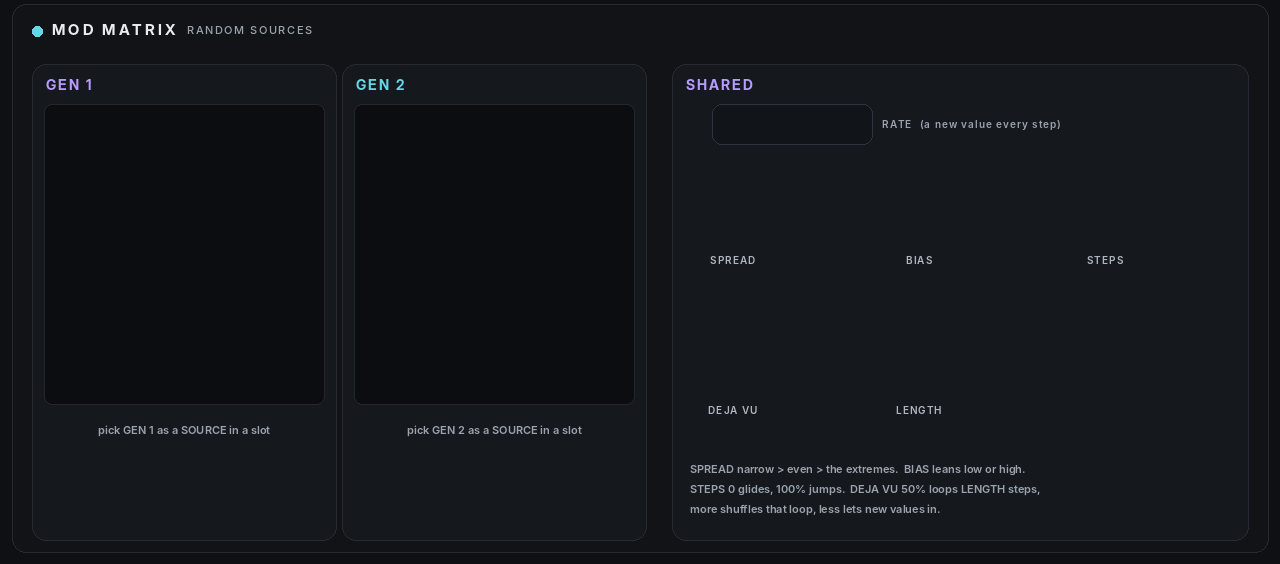 MOD MATRIX RANDOM SOURCES
GEN 1
GEN 2
SHARED
RATE (a new value every step)
SPREAD
BIAS
STEPS
DEJA VU
LENGTH
pick GEN 1 as a SOURCE in a slot
pick GEN 2 as a SOURCE in a slot
SPREAD narrow > even > the extremes. BIAS leans low or high.
STEPS 0 glides, 100% jumps. DEJA VU 50% loops LENGTH steps,
more shuffles that loop, less lets new values in.